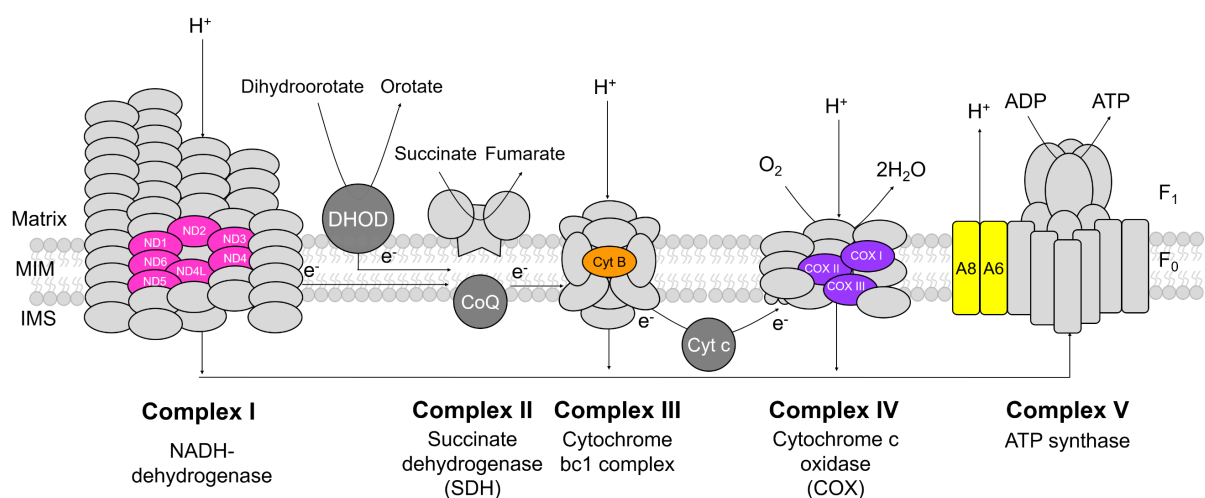 H⁺
Dihydroorotate
Orotate
H⁺
H⁺
H⁺
ADP
ATP
Succinate
Fumarate
O₂
2H₂O
F₁
Matrix
DHOD
ND2
ND1
ND3
MIM
ND6
ND4L
ND4
ND5
e⁻
e⁻
Cyt B
COX I
COX II
COX III
A8
A6
F₀
IMS
CoQ
e⁻
e⁻
Cyt c
Complex I
NADH-
dehydrogenase
Complex II
Succinate
dehydrogenase
(SDH)
Complex III
Cytochrome
bc1 complex
Complex IV
Cytochrome c
oxidase
(COX)
Complex V
ATP synthase